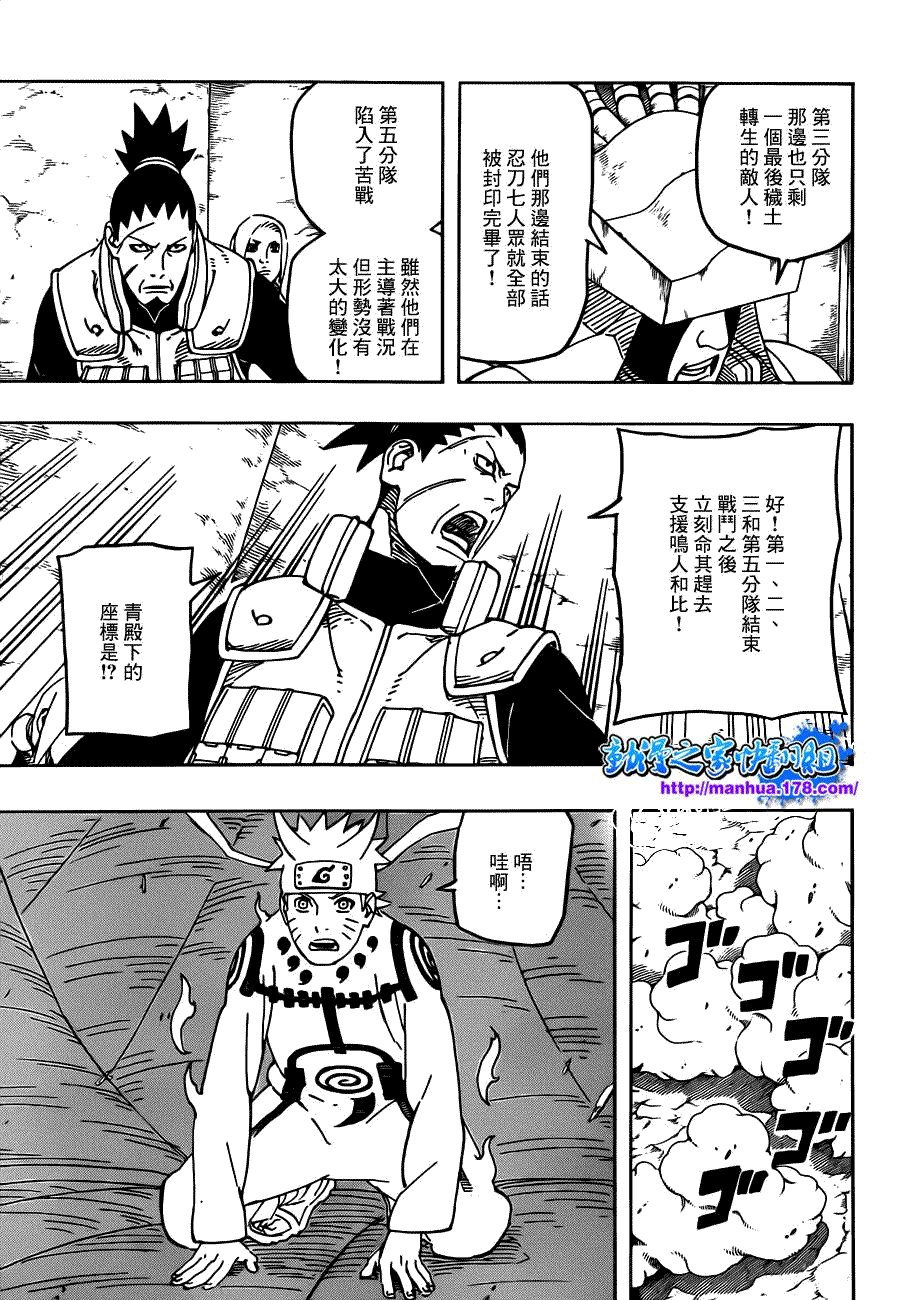 第三分隊
那邊也只剩
一個最後穢土
轉生的敵人！
他們那邊結束的話
忍刀七人眾就全部
被封印完畢了！
第五分隊
陷入了苦戰
雖然他們在
主導著戰況
但形勢沒有
太大的變化！
好！第一、二、
三和第五分隊結束
戰鬥之後
立刻命其趕去
支援鳴人和比！
青殿下的
座標是!?
動漫之家快翻組
http://manhua.178.com/
ゴゴゴゴゴ
唔…
哇啊…